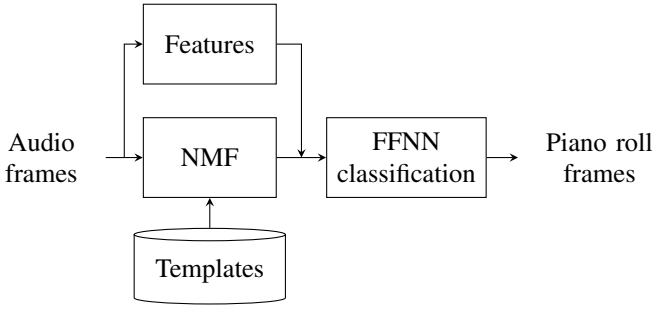 Features
Audio
frames
NMF
FFNN
classification
Piano roll
frames
Templates